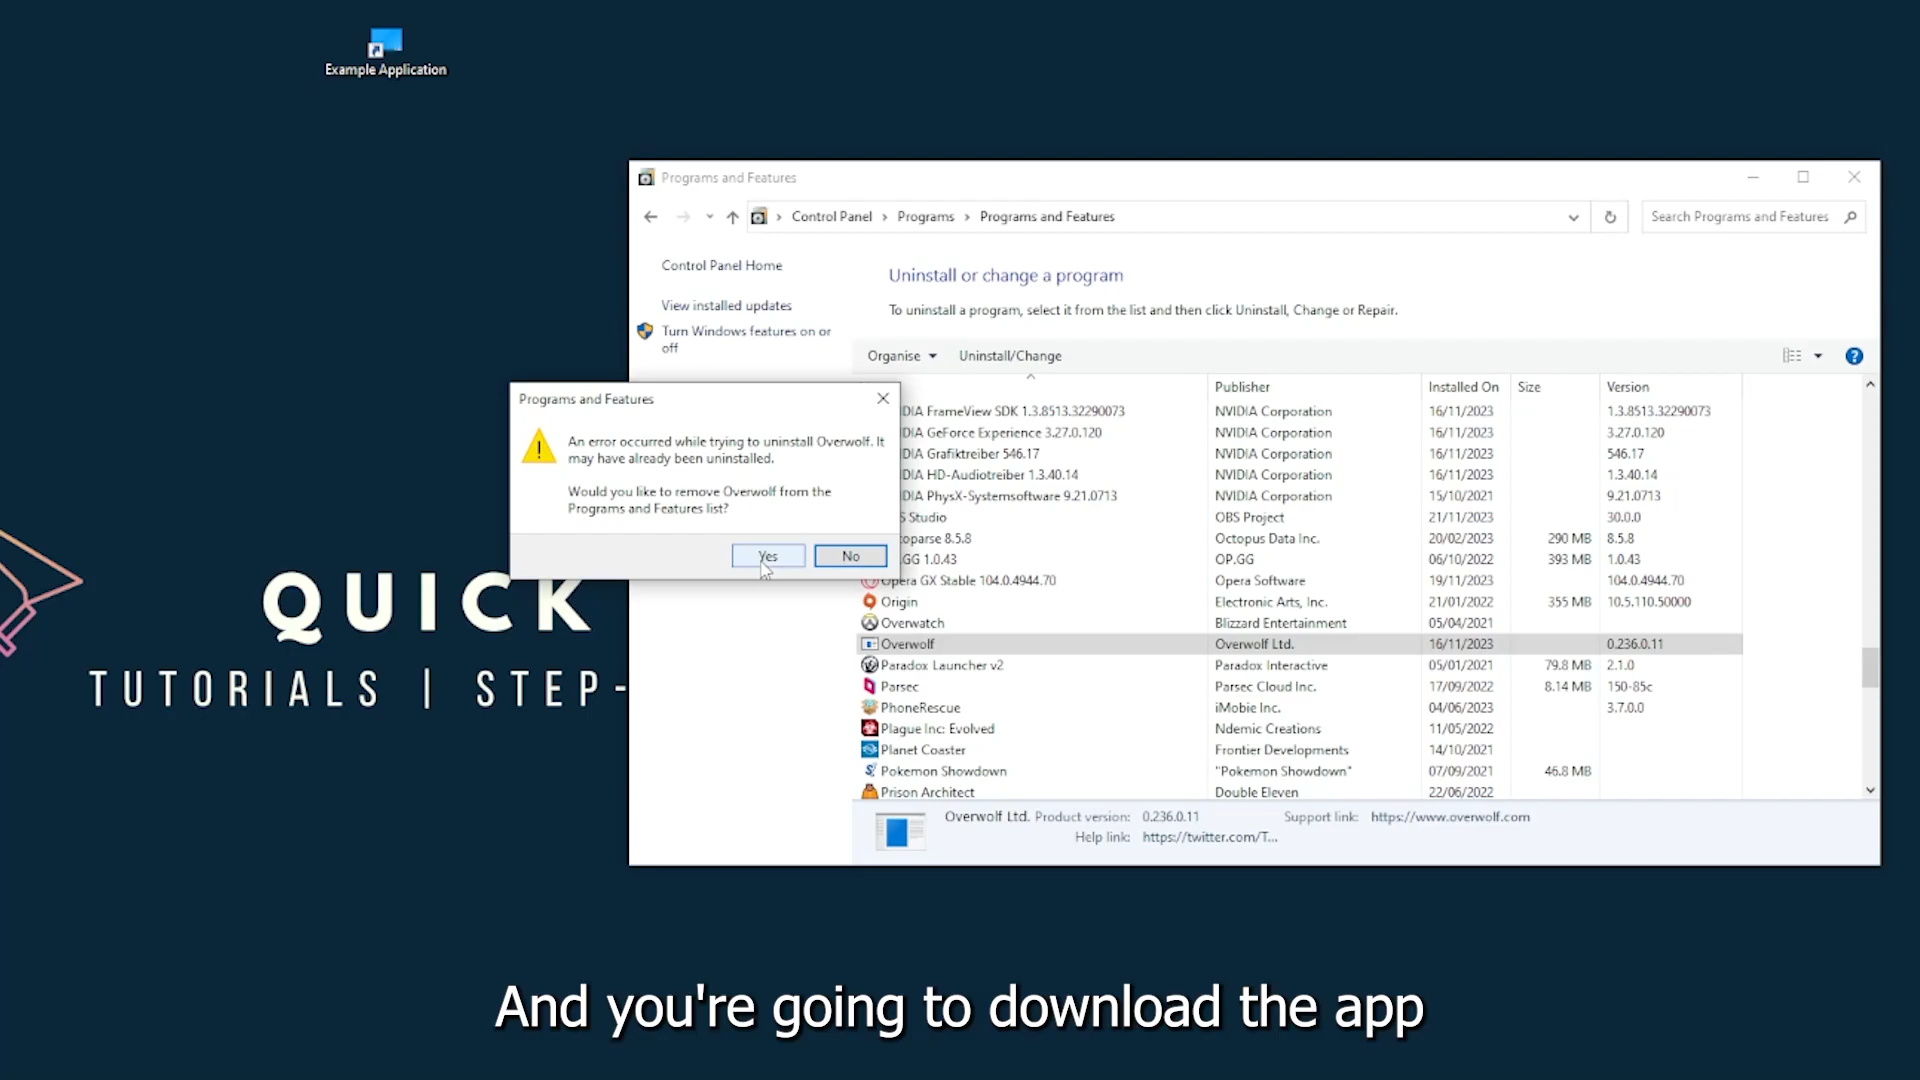 Example Application
Programs and Features
Control Panel > Programs > Programs and Features
Search Programs and Features
Control Panel Home
View installed updates
Turn Windows features on or
off
Uninstall or change a program
To uninstall a program, select it from the list and then click Uninstall, Change or Repair.
Organise Uninstall/Change
Publisher Installed On Size Version
DIA FrameView SDK 1.3.8513.32290073 NVIDIA Corporation 16/11/2023 1.3.8513.32290073
DIA GeForce Experience 3.27.0.120 NVIDIA Corporation 16/11/2023 3.27.0.120
DIA Grafiktreiber 546.17 NVIDIA Corporation 16/11/2023 546.17
DIA HD-Audiotreiber 1.3.40.14 NVIDIA Corporation 16/11/2023 1.3.40.14
DIA PhysX-Systemsoftware 9.21.0713 NVIDIA Corporation 15/10/2021 9.21.0713
S Studio OBS Project 21/11/2023 30.0.0
oparse 8.5.8 Octopus Data Inc. 20/02/2023 290 MB 8.5.8
.GG 1.0.43 OP.GG 06/10/2022 393 MB 1.0.43
Opera GX Stable 104.0.4944.70 Opera Software 19/11/2023 104.0.4944.70
Origin Electronic Arts, Inc. 21/01/2022 355 MB 10.5.110.50000
Overwatch Blizzard Entertainment 05/04/2021
Overwolf Overwolf Ltd. 16/11/2023 0.236.0.11
Paradox Launcher v2 Paradox Interactive 05/01/2021 79.8 MB 2.1.0
Parsec Parsec Cloud Inc. 17/09/2022 8.14 MB 150-85c
PhoneRescue iMobie Inc. 04/06/2023 3.7.0.0
Plague Inc: Evolved Ndemic Creations 11/05/2022
Planet Coaster Frontier Developments 14/10/2021
Pokemon Showdown "Pokemon Showdown" 07/09/2021 46.8 MB
Prison Architect Double Eleven 22/06/2022
Overwolf Ltd. Product version: 0.236.0.11 Support link: https://www.overwolf.com
Help link: https://twitter.com/T...
Programs and Features
An error occurred while trying to uninstall Overwolf. It
may have already been uninstalled.
Would you like to remove Overwolf from the
Programs and Features list?
Yes No
QUICK
TUTORIALS | STEP-
And you're going to download the app